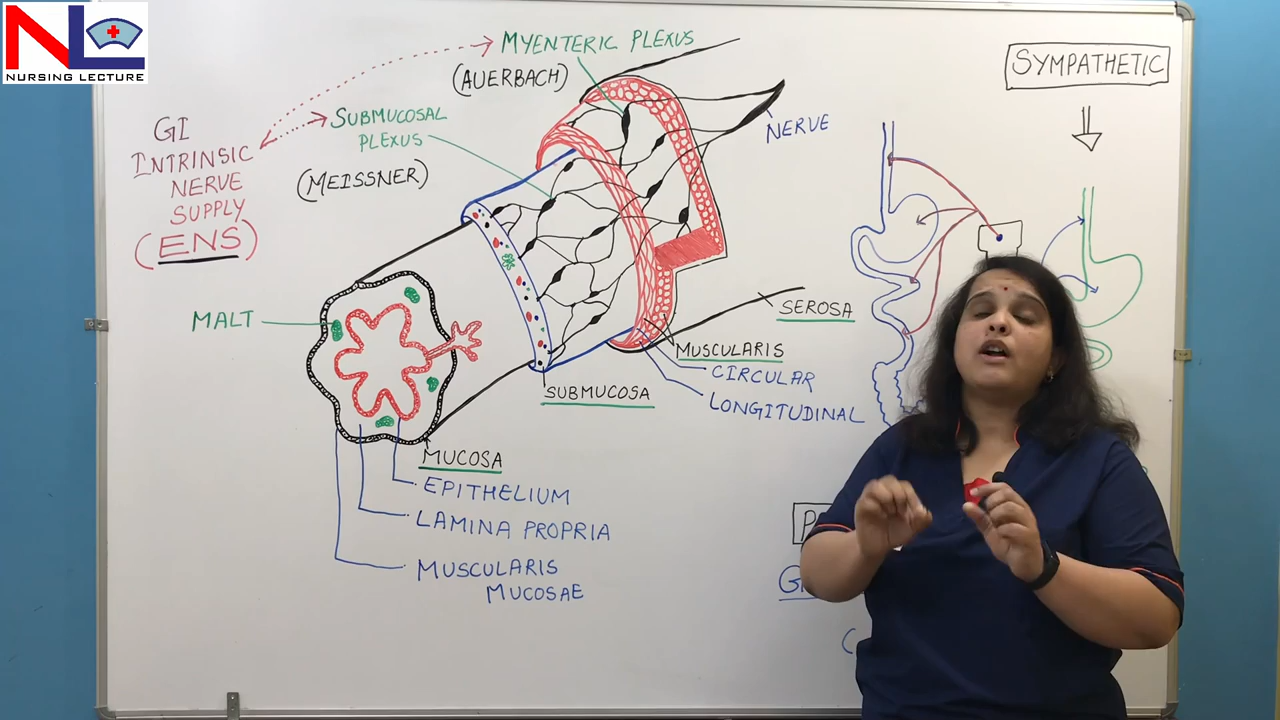 NL
NURSING LECTURE
MYENTERIC PLEXUS
(AUERBACH)
SYMPATHETIC
SUBMUCOSAL
PLEXUS
(MEISSNER)
NERVE
GI
INTRINSIC
NERVE
SUPPLY
(ENS)
MALT
SEROSA
MUSCULARIS
CIRCULAR
LONGITUDINAL
SUBMUCOSA
MUCOSA
EPITHELIUM
LAMINA PROPRIA
MUSCULARIS
MUCOSAE